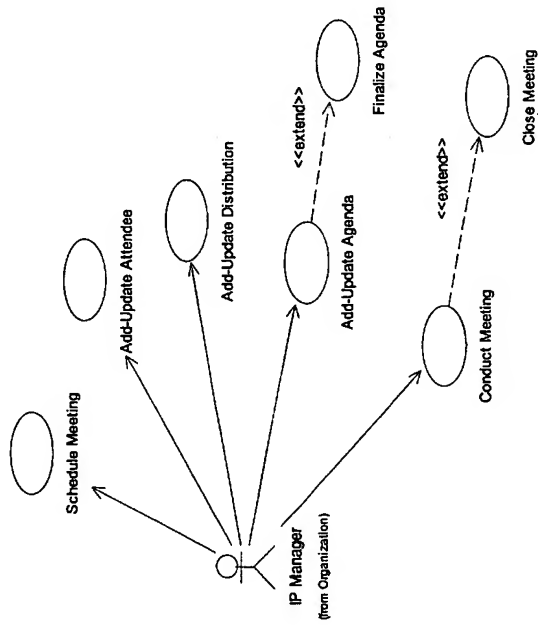 Schedule Meeting
Add-Update Attendee
Add-Update Distribution
<<extend>>
Finalize Agenda
Add-Update Agenda
<<extend>>
Close Meeting
Conduct Meeting
IP Manager
(from Organization)